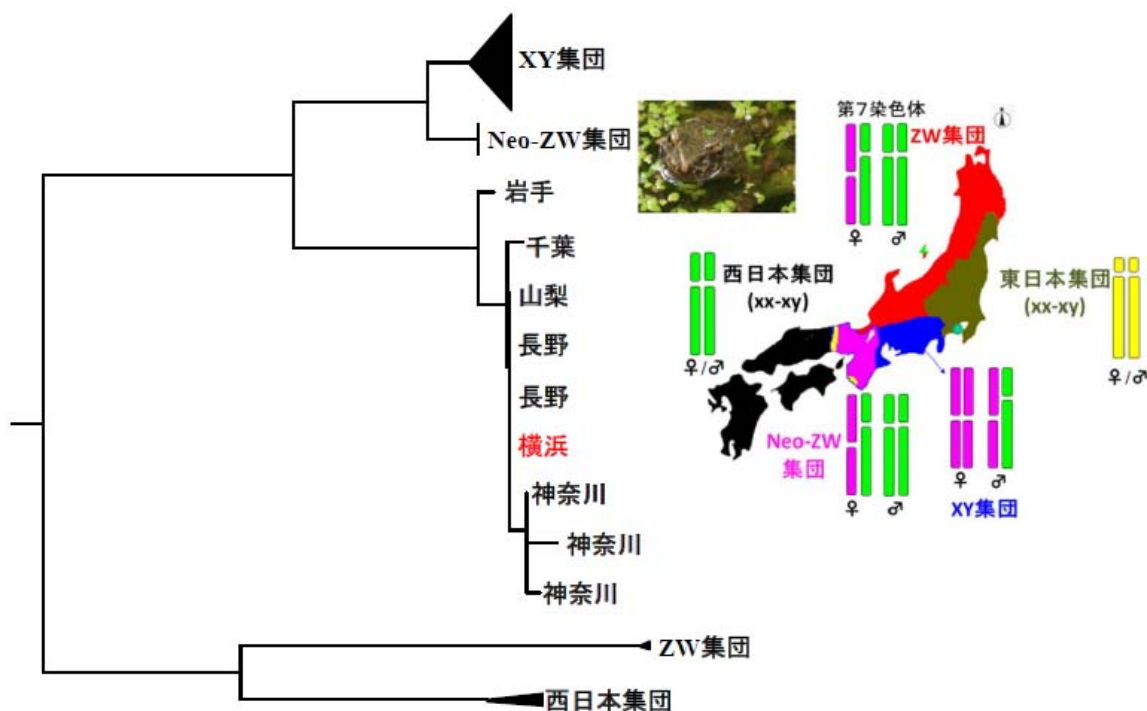 XY集団
Neo-ZW集団
岩手
千葉
山梨
長野
長野
横浜
神奈川
神奈川
神奈川
ZW集団
西日本集団
第7染色体
ZW集団
♀ ♂
西日本集団
(xx-xy)
♀/♂
東日本集団
(xx-xy)
♀/♂
Neo-ZW
集団
♀ ♂
♀ ♂
XY集団